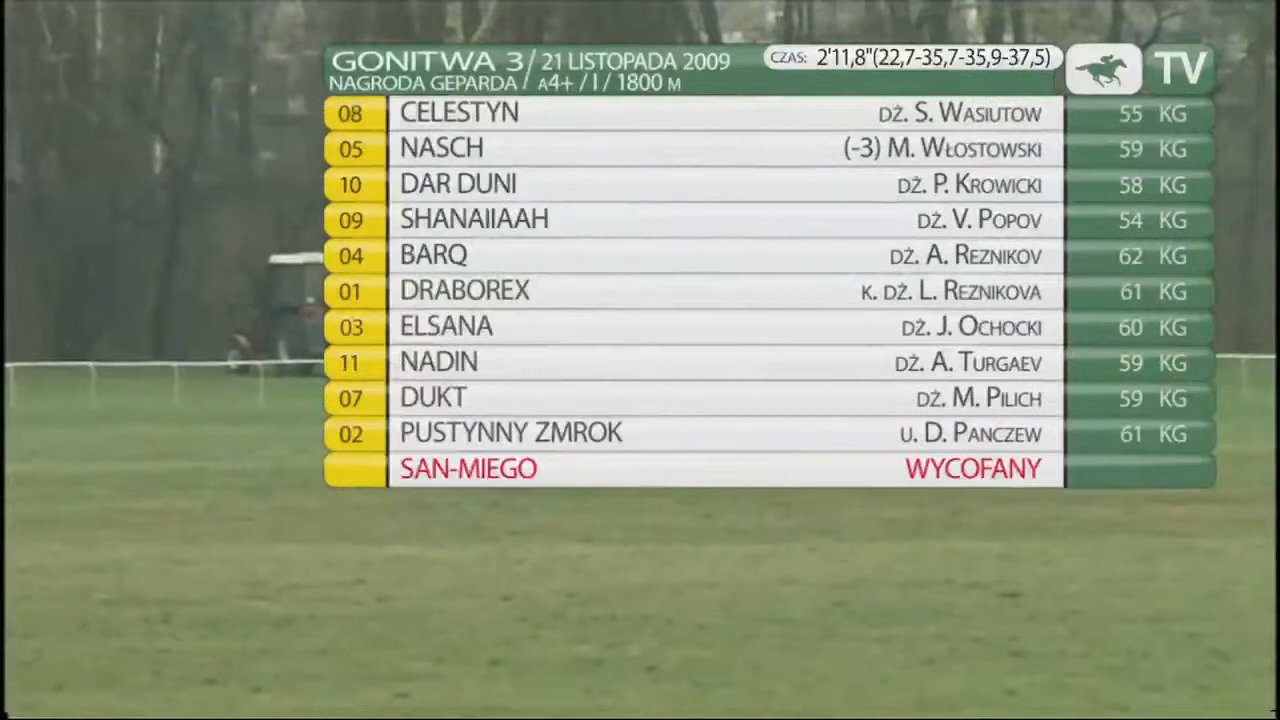 GONITWA 3 / 21 LISTOPADA 2009 CZAS: 2'11,8"(22,7-35,7-35,9-37,5) TV
NAGRODA GEPARDA / A4+ / I / 1800 M
08 CELESTYN DŻ. S. WASIUTOW 55 KG
05 NASCH (-3) M. WŁOSTOWSKI 59 KG
10 DAR DUNI DŻ. P. KROWICKI 58 KG
09 SHANAIIAAH DŻ. V. POPOV 54 KG
04 BARQ DŻ. A. REZNIKOV 62 KG
01 DRABOREX K. DŻ. L. REZNIKOVA 61 KG
03 ELSANA DŻ. J. OCHOCKI 60 KG
11 NADIN DŻ. A. TURGAEV 59 KG
07 DUKT DŻ. M. PILICH 59 KG
02 PUSTYNNY ZMROK U. D. PANCZEW 61 KG
SAN-MIEGO WYCOFANY